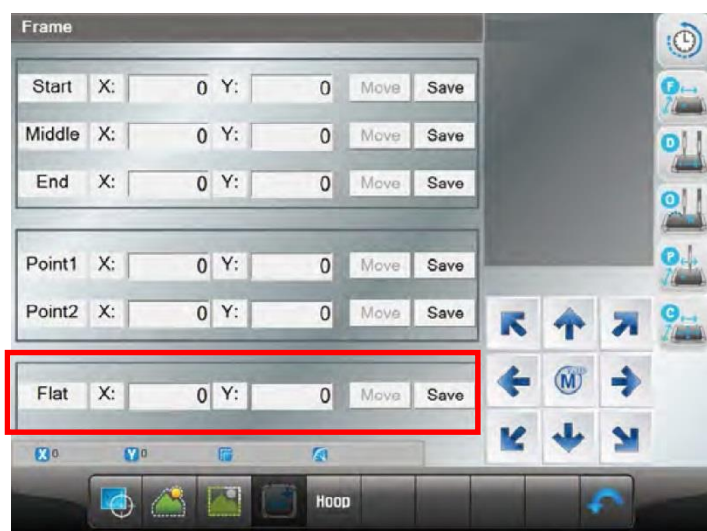 Frame
Start X: 0 Y: 0 Move Save
Middle X: 0 Y: 0 Move Save
End X: 0 Y: 0 Move Save
Point1 X: 0 Y: 0 Move Save
Point2 X: 0 Y: 0 Move Save
Flat X: 0 Y: 0 Move Save
X 0 Y 0
Hoop
F
D
O
P
C
M